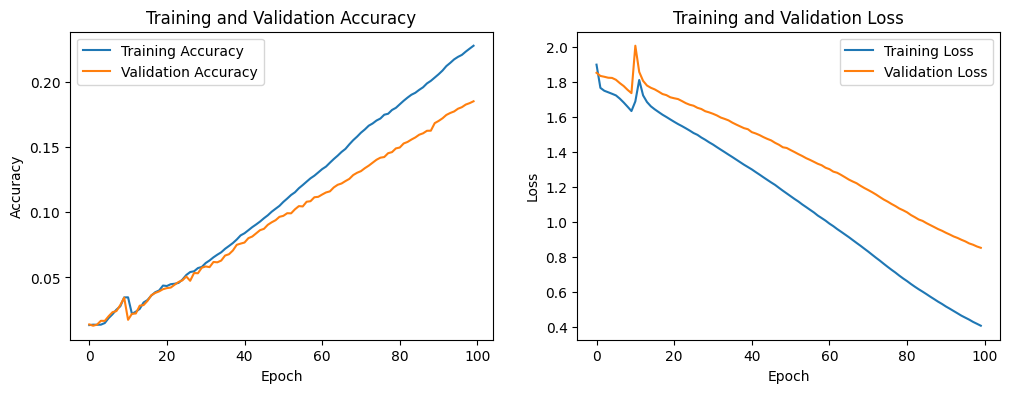 Training and Validation Accuracy
Training Accuracy
Validation Accuracy
0.20
0.15
0.10
0.05
Accuracy
0 20 40 60 80 100
Epoch
Training and Validation Loss
Training Loss
Validation Loss
2.0
1.8
1.6
1.4
1.2
1.0
0.8
0.6
0.4
Loss
0 20 40 60 80 100
Epoch